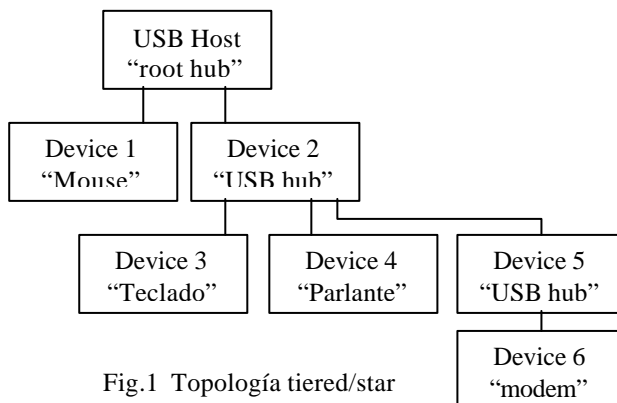 USB Host
“root hub”
Device 1
“Mouse”
Device 2
“USB hub”
Device 3
“Teclado”
Device 4
“Parlante”
Device 5
“USB hub”
Device 6
“modem”
Fig.1 Topología tiered/star